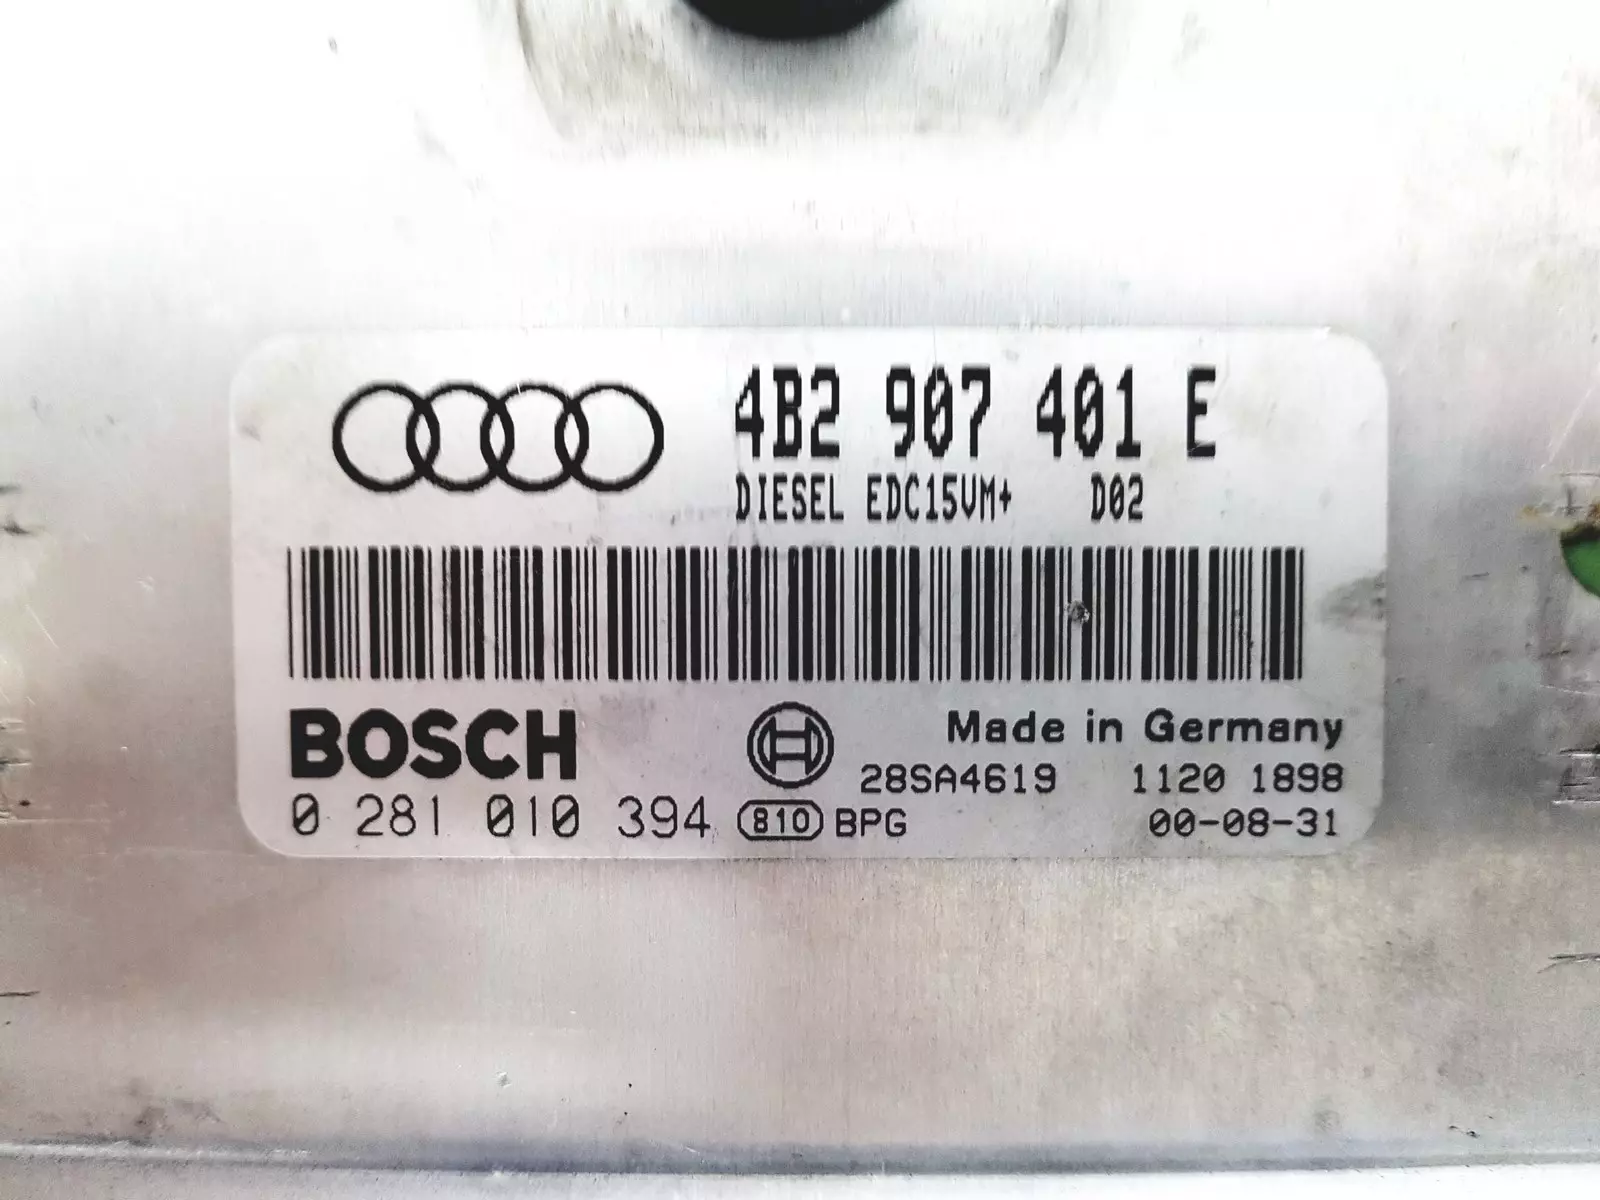 4B2 907 401 E
DIESEL EDC15VM+ D02
BOSCH
Made in Germany
28SA4619 1120 1898
0 281 010 394 810 BPG 00-08-31